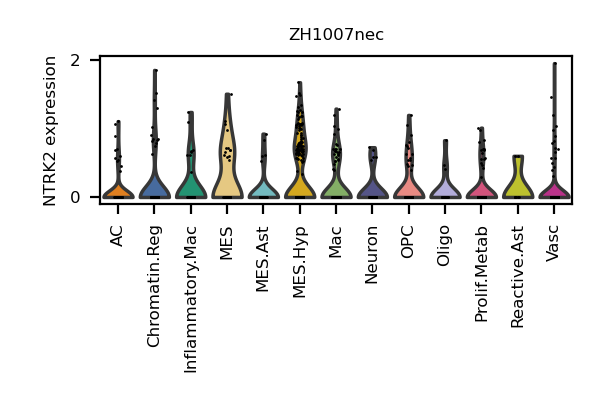 ZH1007nec
NTRK2 expression
2
0
AC
Chromatin.Reg
Inflammatory.Mac
MES
MES.Ast
MES.Hyp
Mac
Neuron
OPC
Oligo
Prolif.Metab
Reactive.Ast
Vasc